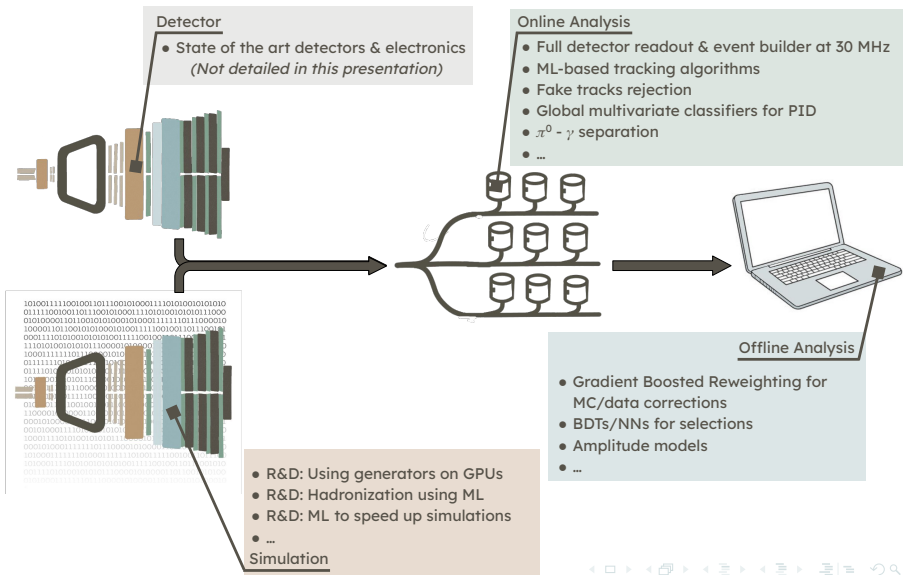 Detector
• State of the art detectors & electronics
(Not detailed in this presentation)
Online Analysis
• Full detector readout & event builder at 30 MHz
• ML-based tracking algorithms
• Fake tracks rejection
• Global multivariate classifiers for PID
• π⁰ - γ separation
• ...
Offline Analysis
• Gradient Boosted Reweighting for
MC/data corrections
• BDTs/NNs for selections
• Amplitude models
• ...
• R&D: Using generators on GPUs
• R&D: Hadronization using ML
• R&D: ML to speed up simulations
• ...
Simulation